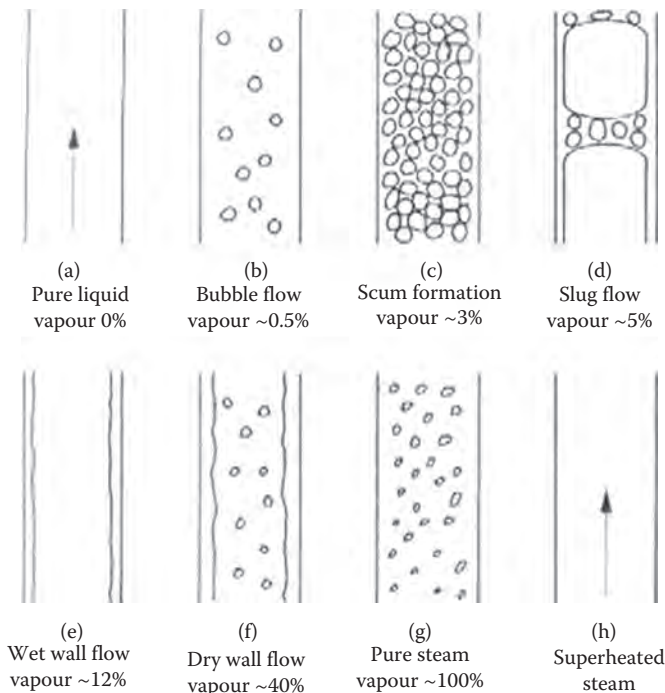 (a)
Pure liquid
vapour 0%
(b)
Bubble flow
vapour ~0.5%
(c)
Scum formation
vapour ~3%
(d)
Slug flow
vapour ~5%
(e)
Wet wall flow
vapour ~12%
(f)
Dry wall flow
vapour ~40%
(g)
Pure steam
vapour ~100%
(h)
Superheated
steam